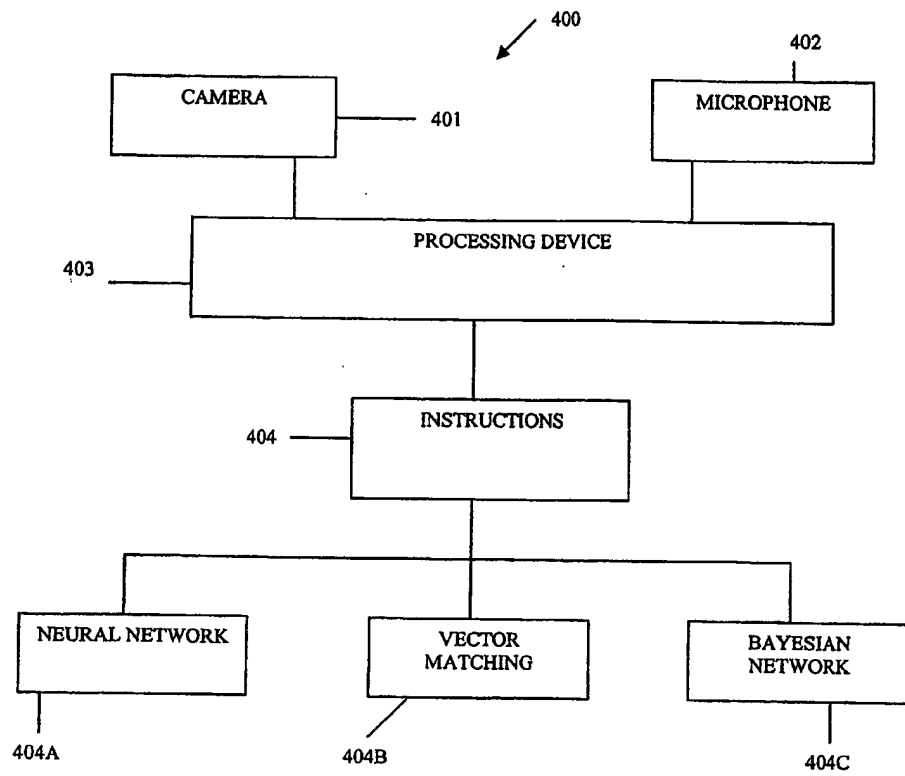 400
402
CAMERA
MICROPHONE
401
PROCESSING DEVICE
403
INSTRUCTIONS
404
NEURAL NETWORK
VECTOR
MATCHING
BAYESIAN
NETWORK
404A
404B
404C